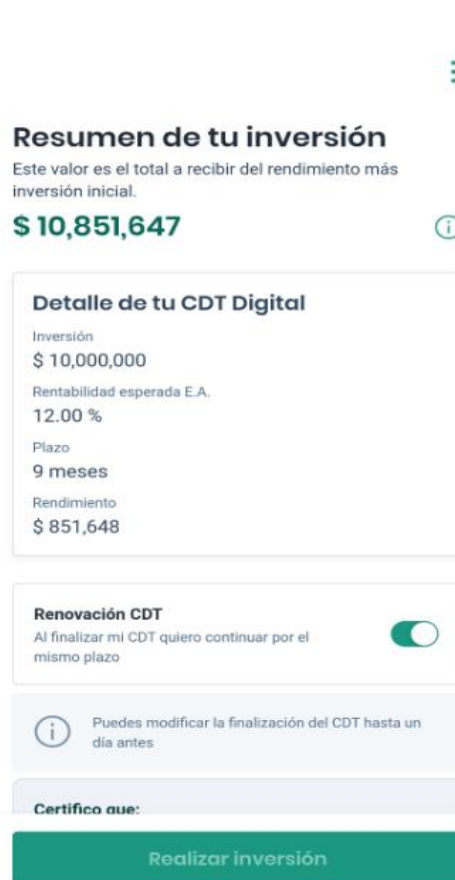 Resumen de tu inversión
Este valor es el total a recibir del rendimiento más
inversión inicial.
$ 10,851,647
Detalle de tu CDT Digital
Inversión
$ 10,000,000
Rentabilidad esperada E.A.
12.00 %
Plazo
9 meses
Rendimiento
$ 851,648
Renovación CDT
Al finalizar mi CDT quiero continuar por el
mismo plazo
Puedes modificar la finalización del CDT hasta un
día antes
Certifico que:
Realizar inversión